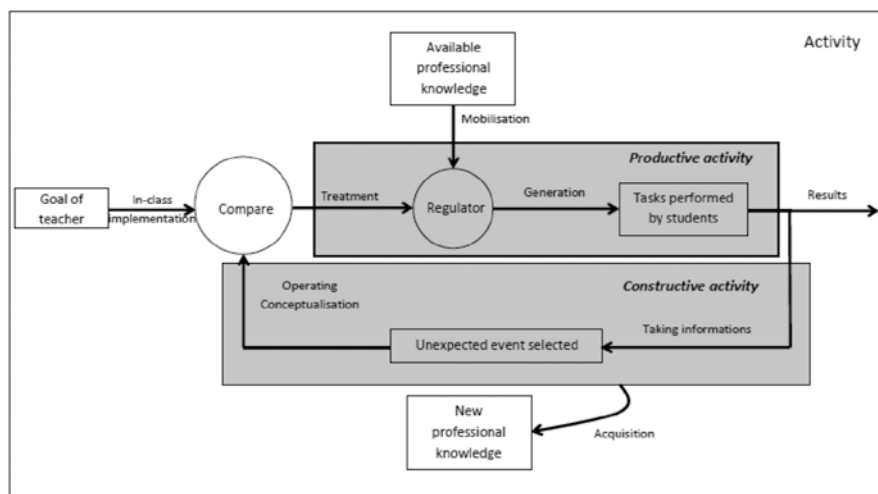 Activity
Available
professional
knowledge
Mobilisation
Productive activity
Goal of
teacher
In-class
implementation
Compare
Treatment
Regulator
Generation
Tasks performed
by students
Results
Operating
Conceptualisation
Constructive activity
Unexpected event selected
Taking informations
New
professional
knowledge
Acquisition